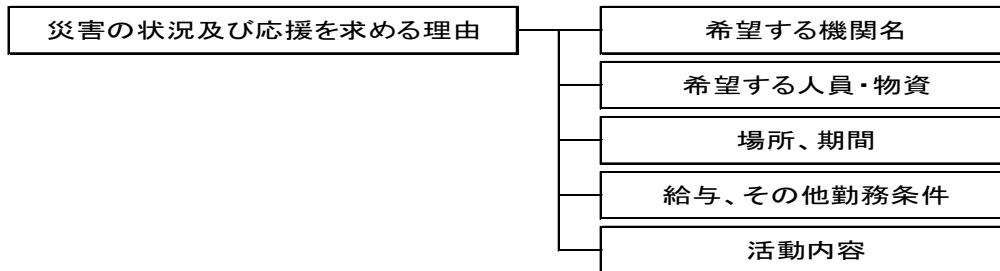 災害の状況及び応援を求める理由
希望する機関名
希望する人員・物資
場所、期間
給与、その他勤務条件
活動内容